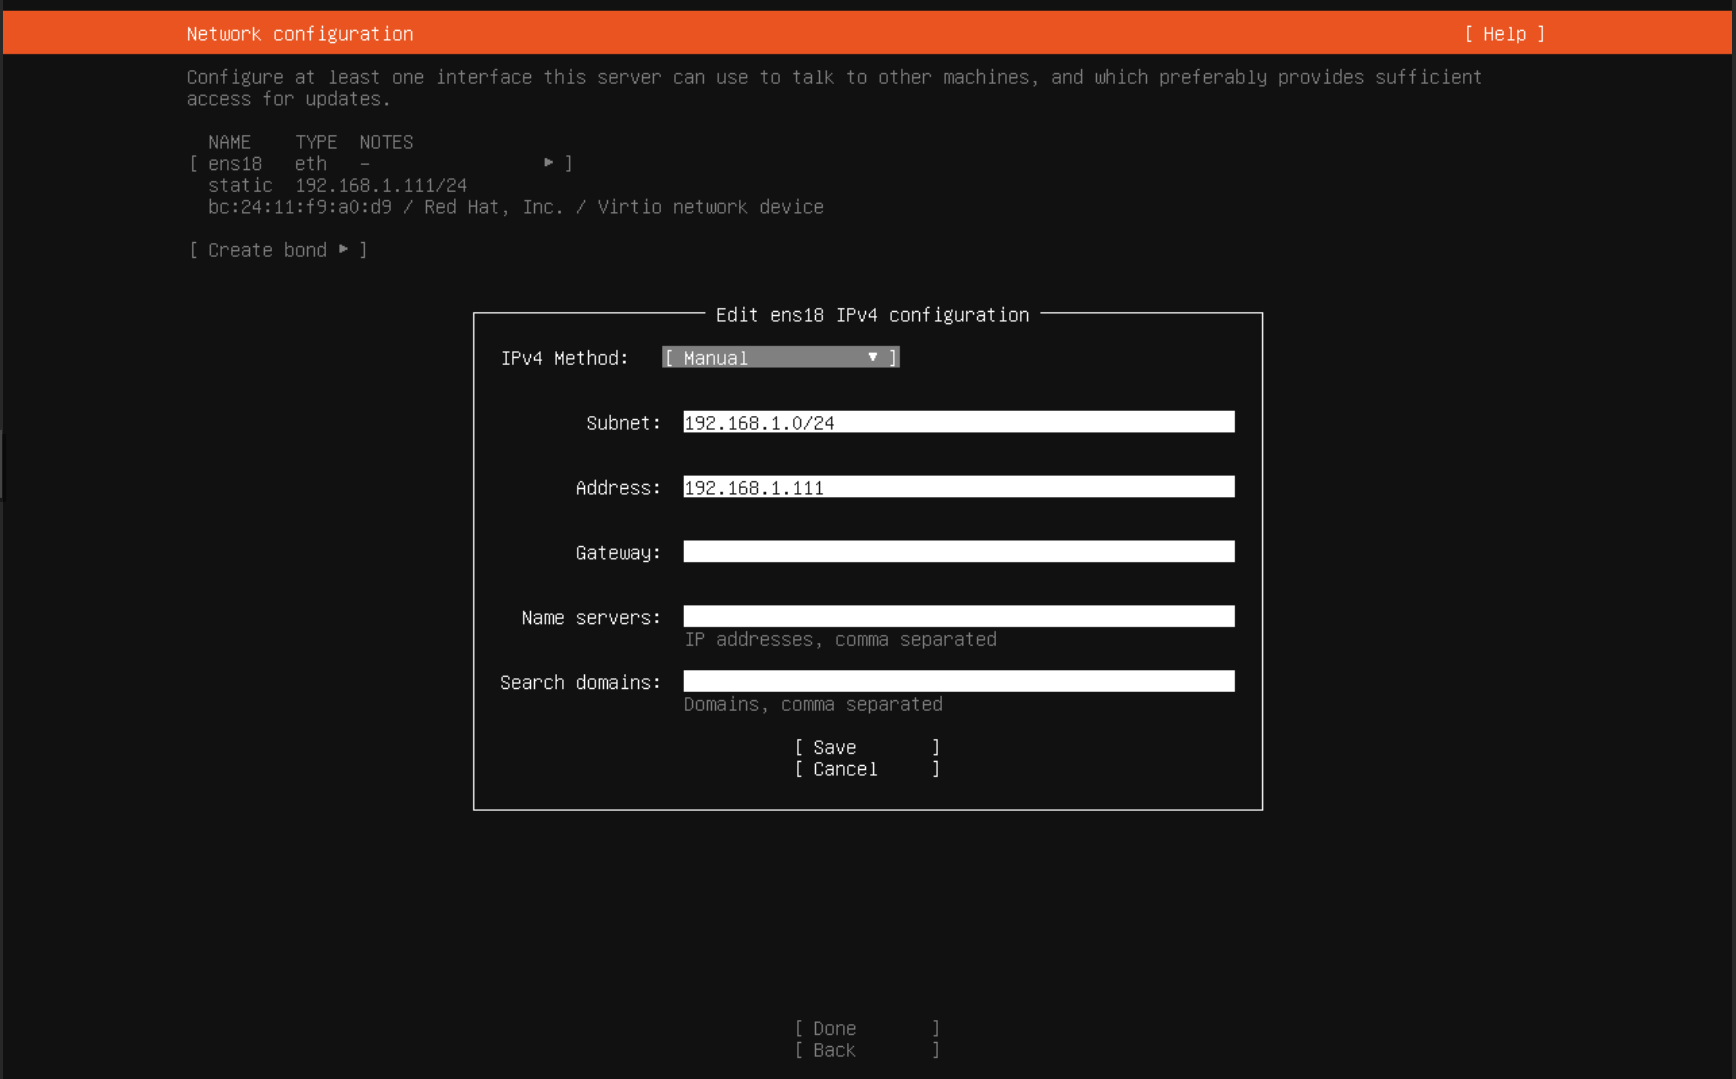 Network configuration [ Help ]
Configure at least one interface this server can use to talk to other machines, and which preferably provides sufficient
access for updates.
NAME TYPE NOTES
[ ens18 eth – ▸ ]
static 192.168.1.111/24
bc:24:11:f9:a0:d9 / Red Hat, Inc. / Virtio network device
[ Create bond ▸ ]
Edit ens18 IPv4 configuration
IPv4 Method: [ Manual ▾ ]
Subnet: 192.168.1.0/24
Address: 192.168.1.111
Gateway:
Name servers:
IP addresses, comma separated
Search domains:
Domains, comma separated
[ Save ]
[ Cancel ]
[ Done ]
[ Back ]